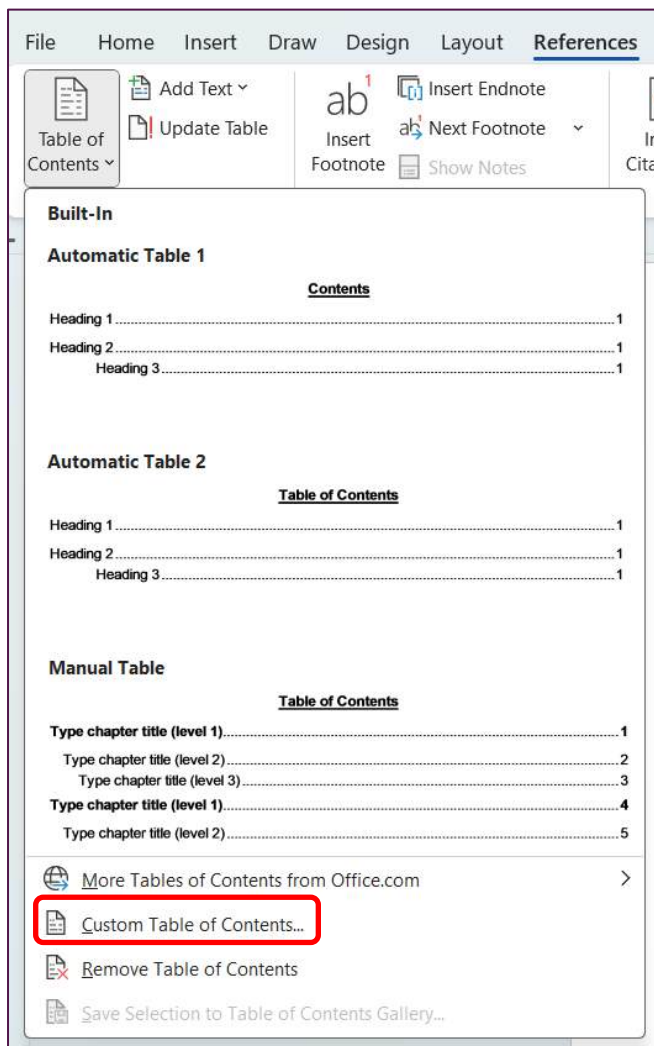 File Home Insert Draw Design Layout References
Table of Contents
Add Text
Update Table
ab1
Insert Footnote
Insert Endnote
Next Footnote
Show Notes
Built-In
Automatic Table 1
Contents
Heading 1........................................1
Heading 2........................................1
Heading 3........................................1
Automatic Table 2
Table of Contents
Heading 1........................................1
Heading 2........................................1
Heading 3........................................1
Manual Table
Table of Contents
Type chapter title (level 1)........................................1
Type chapter title (level 2)........................................2
Type chapter title (level 3)........................................3
Type chapter title (level 1)........................................4
Type chapter title (level 2)........................................5
More Tables of Contents from Office.com
Custom Table of Contents...
Remove Table of Contents
Save Selection to Table of Contents Gallery...